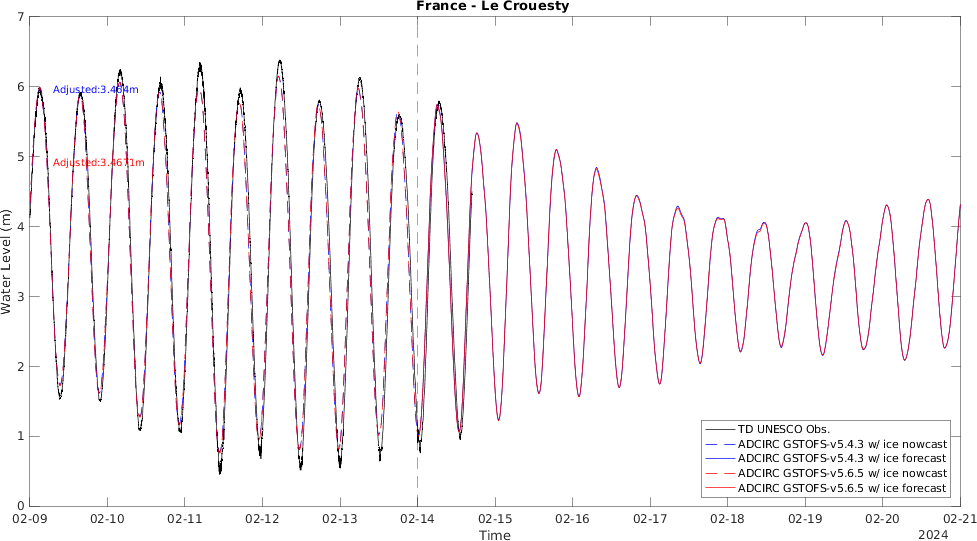 France - Le Crouesty
7
6
5
4
3
2
1
0
Water Level (m)
Adjusted:3.464m
Adjusted:3.4671m
TD UNESCO Obs.
ADCIRC GSTOFS-v5.4.3 w/ ice nowcast
ADCIRC GSTOFS-v5.4.3 w/ ice forecast
ADCIRC GSTOFS-v5.6.5 w/ ice nowcast
ADCIRC GSTOFS-v5.6.5 w/ ice forecast
02-09 02-10 02-11 02-12 02-13 02-14 02-15 02-16 02-17 02-18 02-19 02-20 02-21
Time
2024